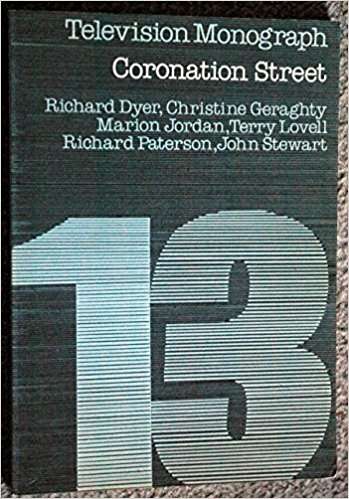 Television Monograph
Coronation Street
Richard Dyer, Christine Geraghty
Marion Jordan, Terry Lovell
Richard Paterson, John Stewart
13